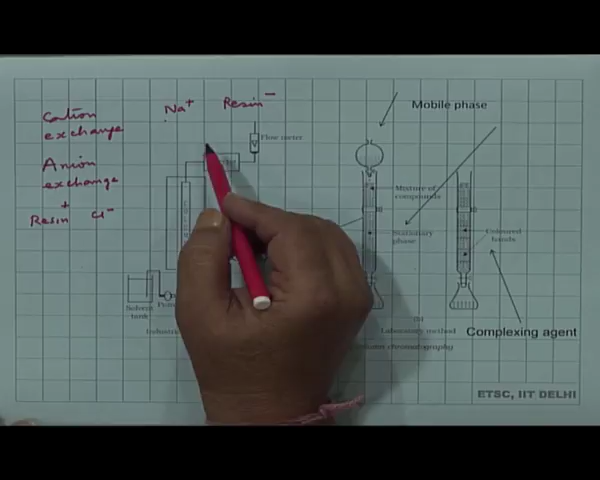 Cation
exchange
Na⁺ Resin⁻
Anion
exchange
Resin⁺ Cl⁻
Flow meter
Mobile phase
Mixture of
compounds
Stationary
phase
Coloured
bands
Solvent
tank
Complexing agent
Laboratory method
chromatography
ETSC, IIT DELHI